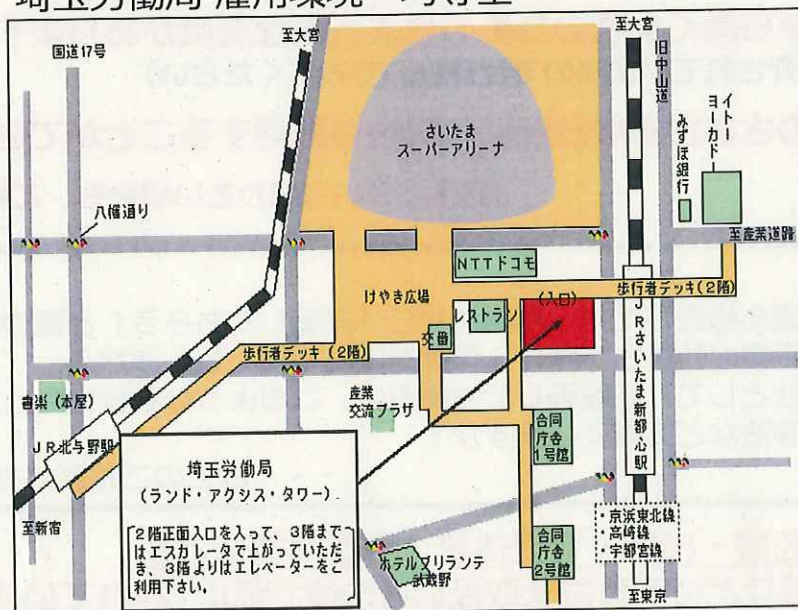 埼玉労働局 雇用環境・均等室
国道17号
至大宮
至大宮
旧中山道
さいたま
スーパーアリーナ
イトー
ヨーカドー
みずほ銀行
八幡通り
至産業道路
NTTドコモ
けやき広場
歩行者デッキ(2階)
レストラン
(入口)
交番
歩行者デッキ(2階)
JRさいたま新都心駅
書楽(本屋)
産業
交流プラザ
JR北与野駅
合同
庁舎
1号館
埼玉労働局
(ランド・アクシス・タワー)
2階正面入口を入って、3階まで
はエスカレータで上がっていただ
き、3階よりはエレベーターをご
利用下さい。
至新宿
ホテルブリランテ
武蔵野
合同
庁舎
2号館
・京浜東北線
・高崎線
・宇都宮線
至東京